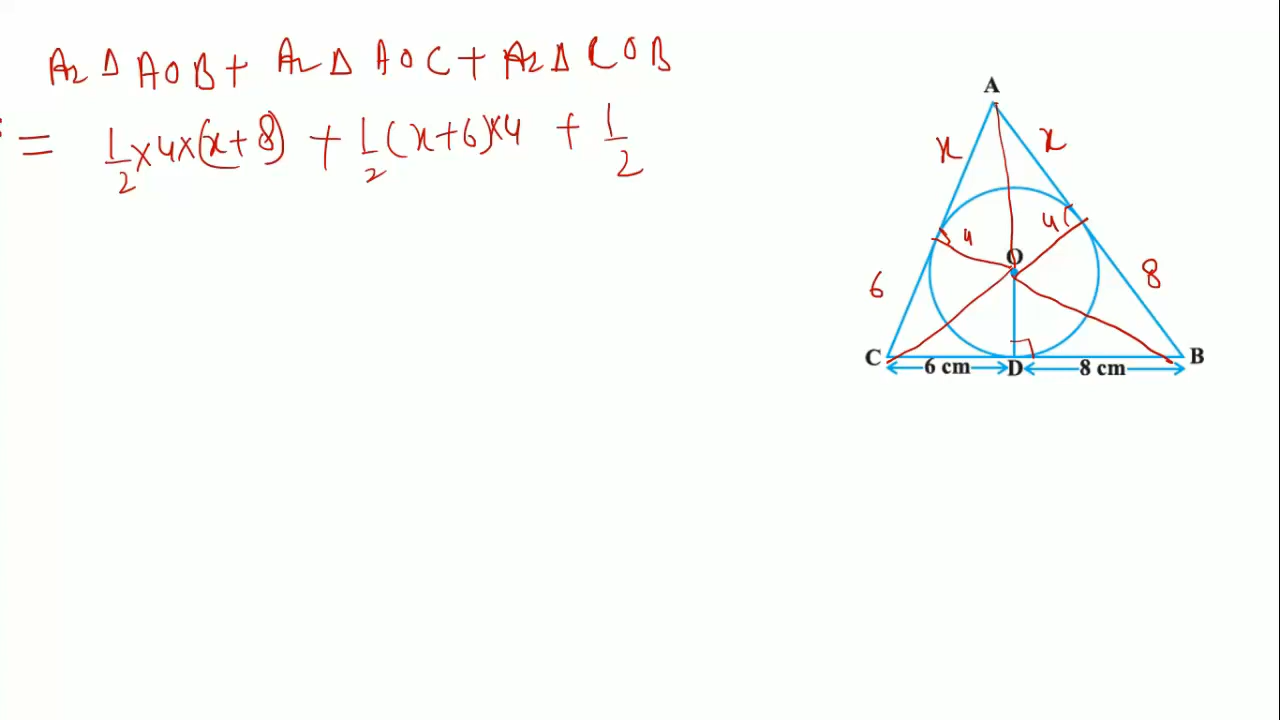 Ar Δ AOB + Ar Δ AOC + Ar Δ COB
= 1/2 × 4 × (x + 8) + 1/2 (x + 6) × 4 + 1/2
A
x
x
4
4
O
6
8
C
B
6 cm
D
8 cm